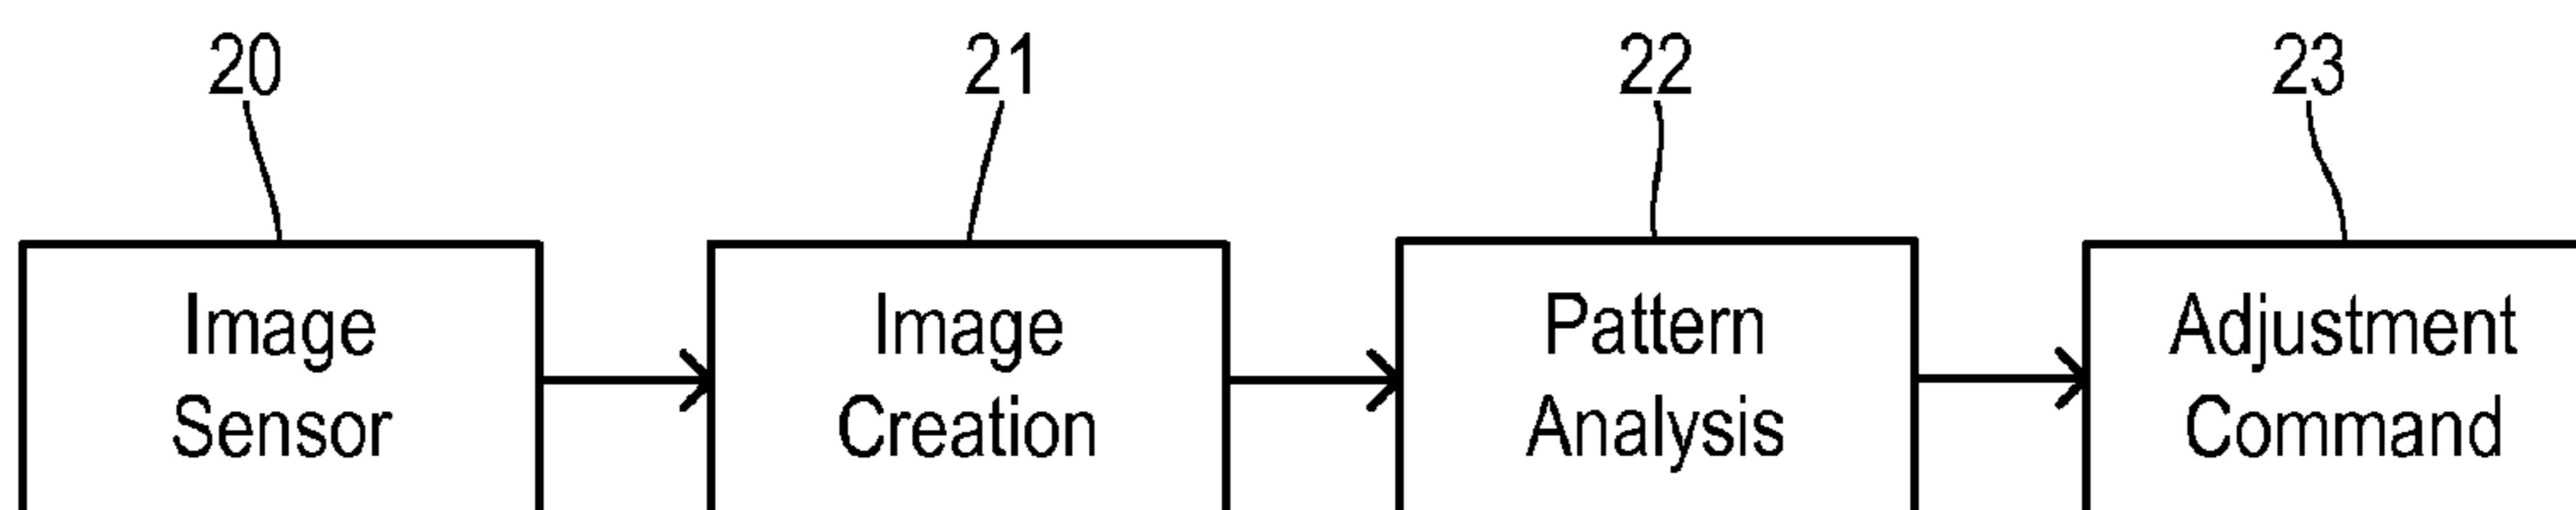 20
21
22
23
Image
Sensor
Image
Creation
Pattern
Analysis
Adjustment
Command